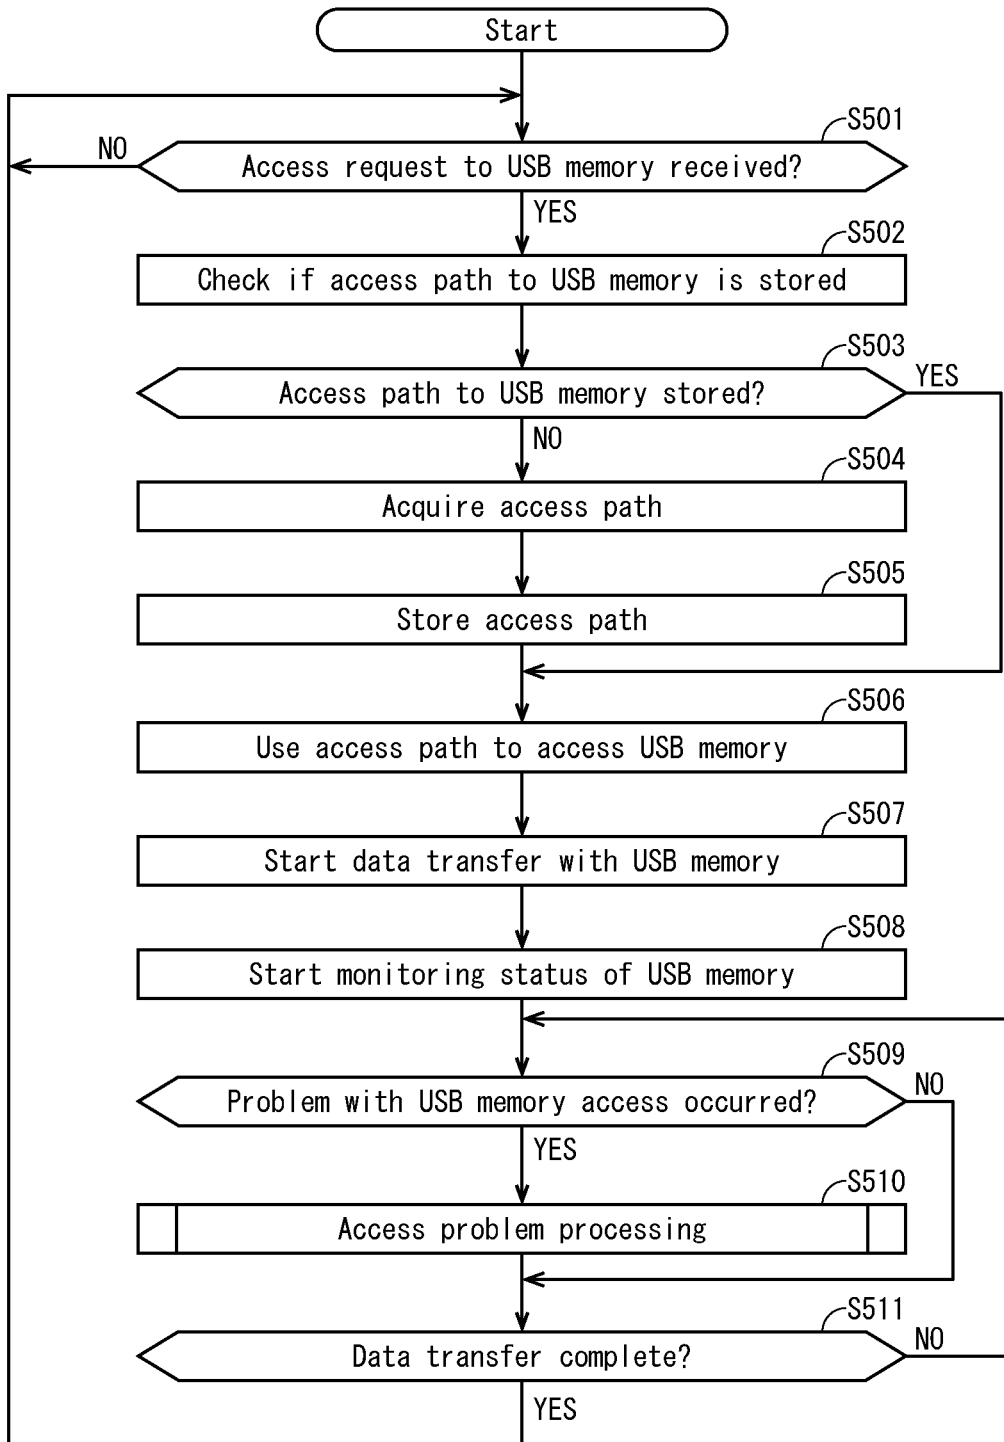 Start
S501
NO
Access request to USB memory received?
YES
S502
Check if access path to USB memory is stored
S503
YES
Access path to USB memory stored?
NO
S504
Acquire access path
S505
Store access path
S506
Use access path to access USB memory
S507
Start data transfer with USB memory
S508
Start monitoring status of USB memory
S509
NO
Problem with USB memory access occurred?
YES
S510
Access problem processing
S511
NO
Data transfer complete?
YES